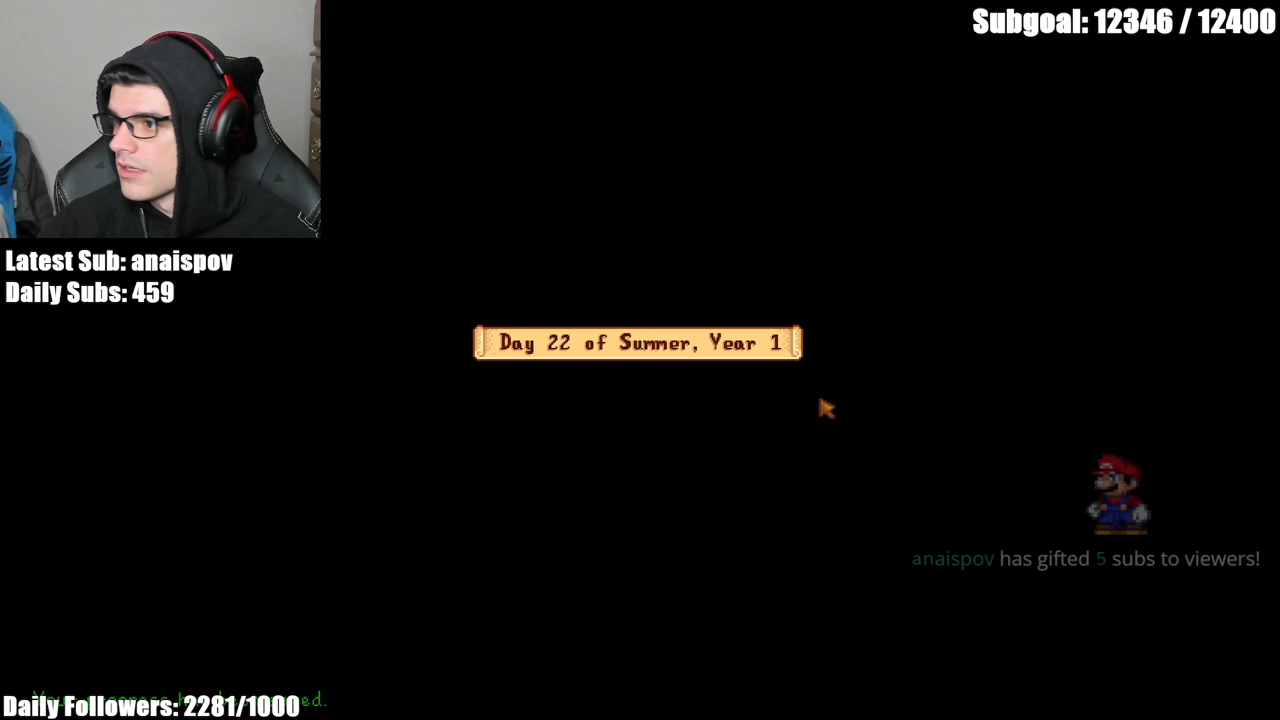 Subgoal: 12346 / 12400
Latest Sub: anaispov
Daily Subs: 459
Day 22 of Summer, Year 1
anaispov has gifted 5 subs to viewers!
Daily Followers: 2281/1000